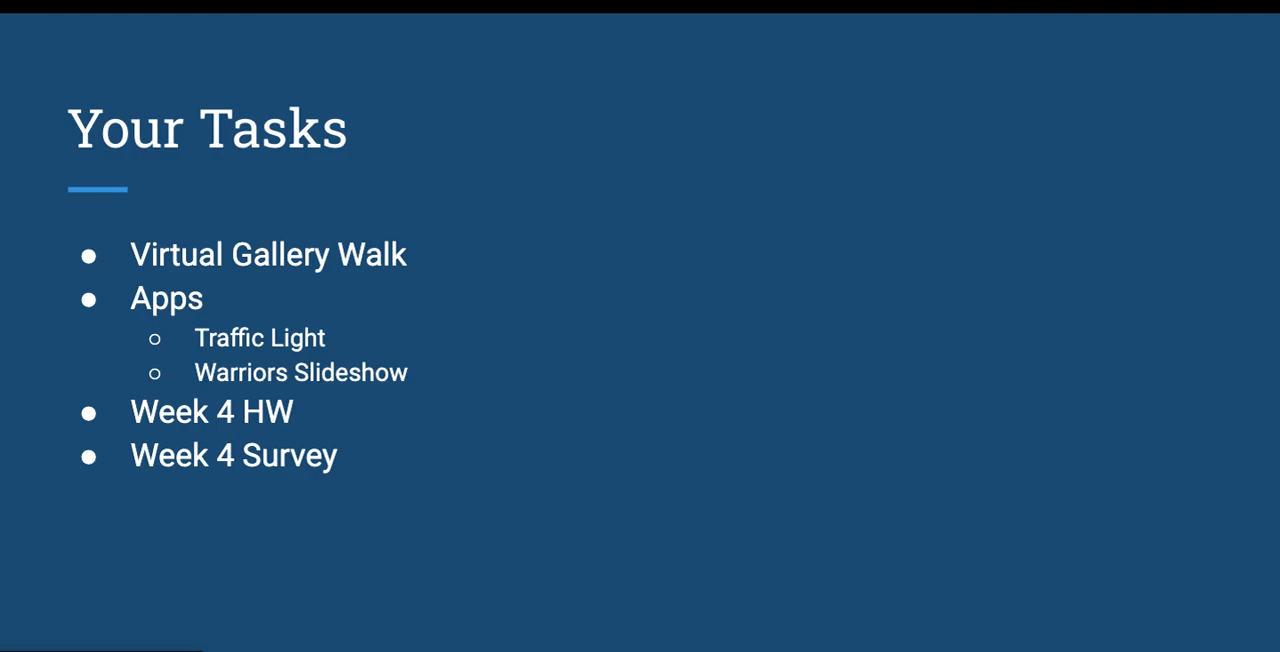 Your Tasks
● Virtual Gallery Walk
● Apps
○ Traffic Light
○ Warriors Slideshow
● Week 4 HW
● Week 4 Survey